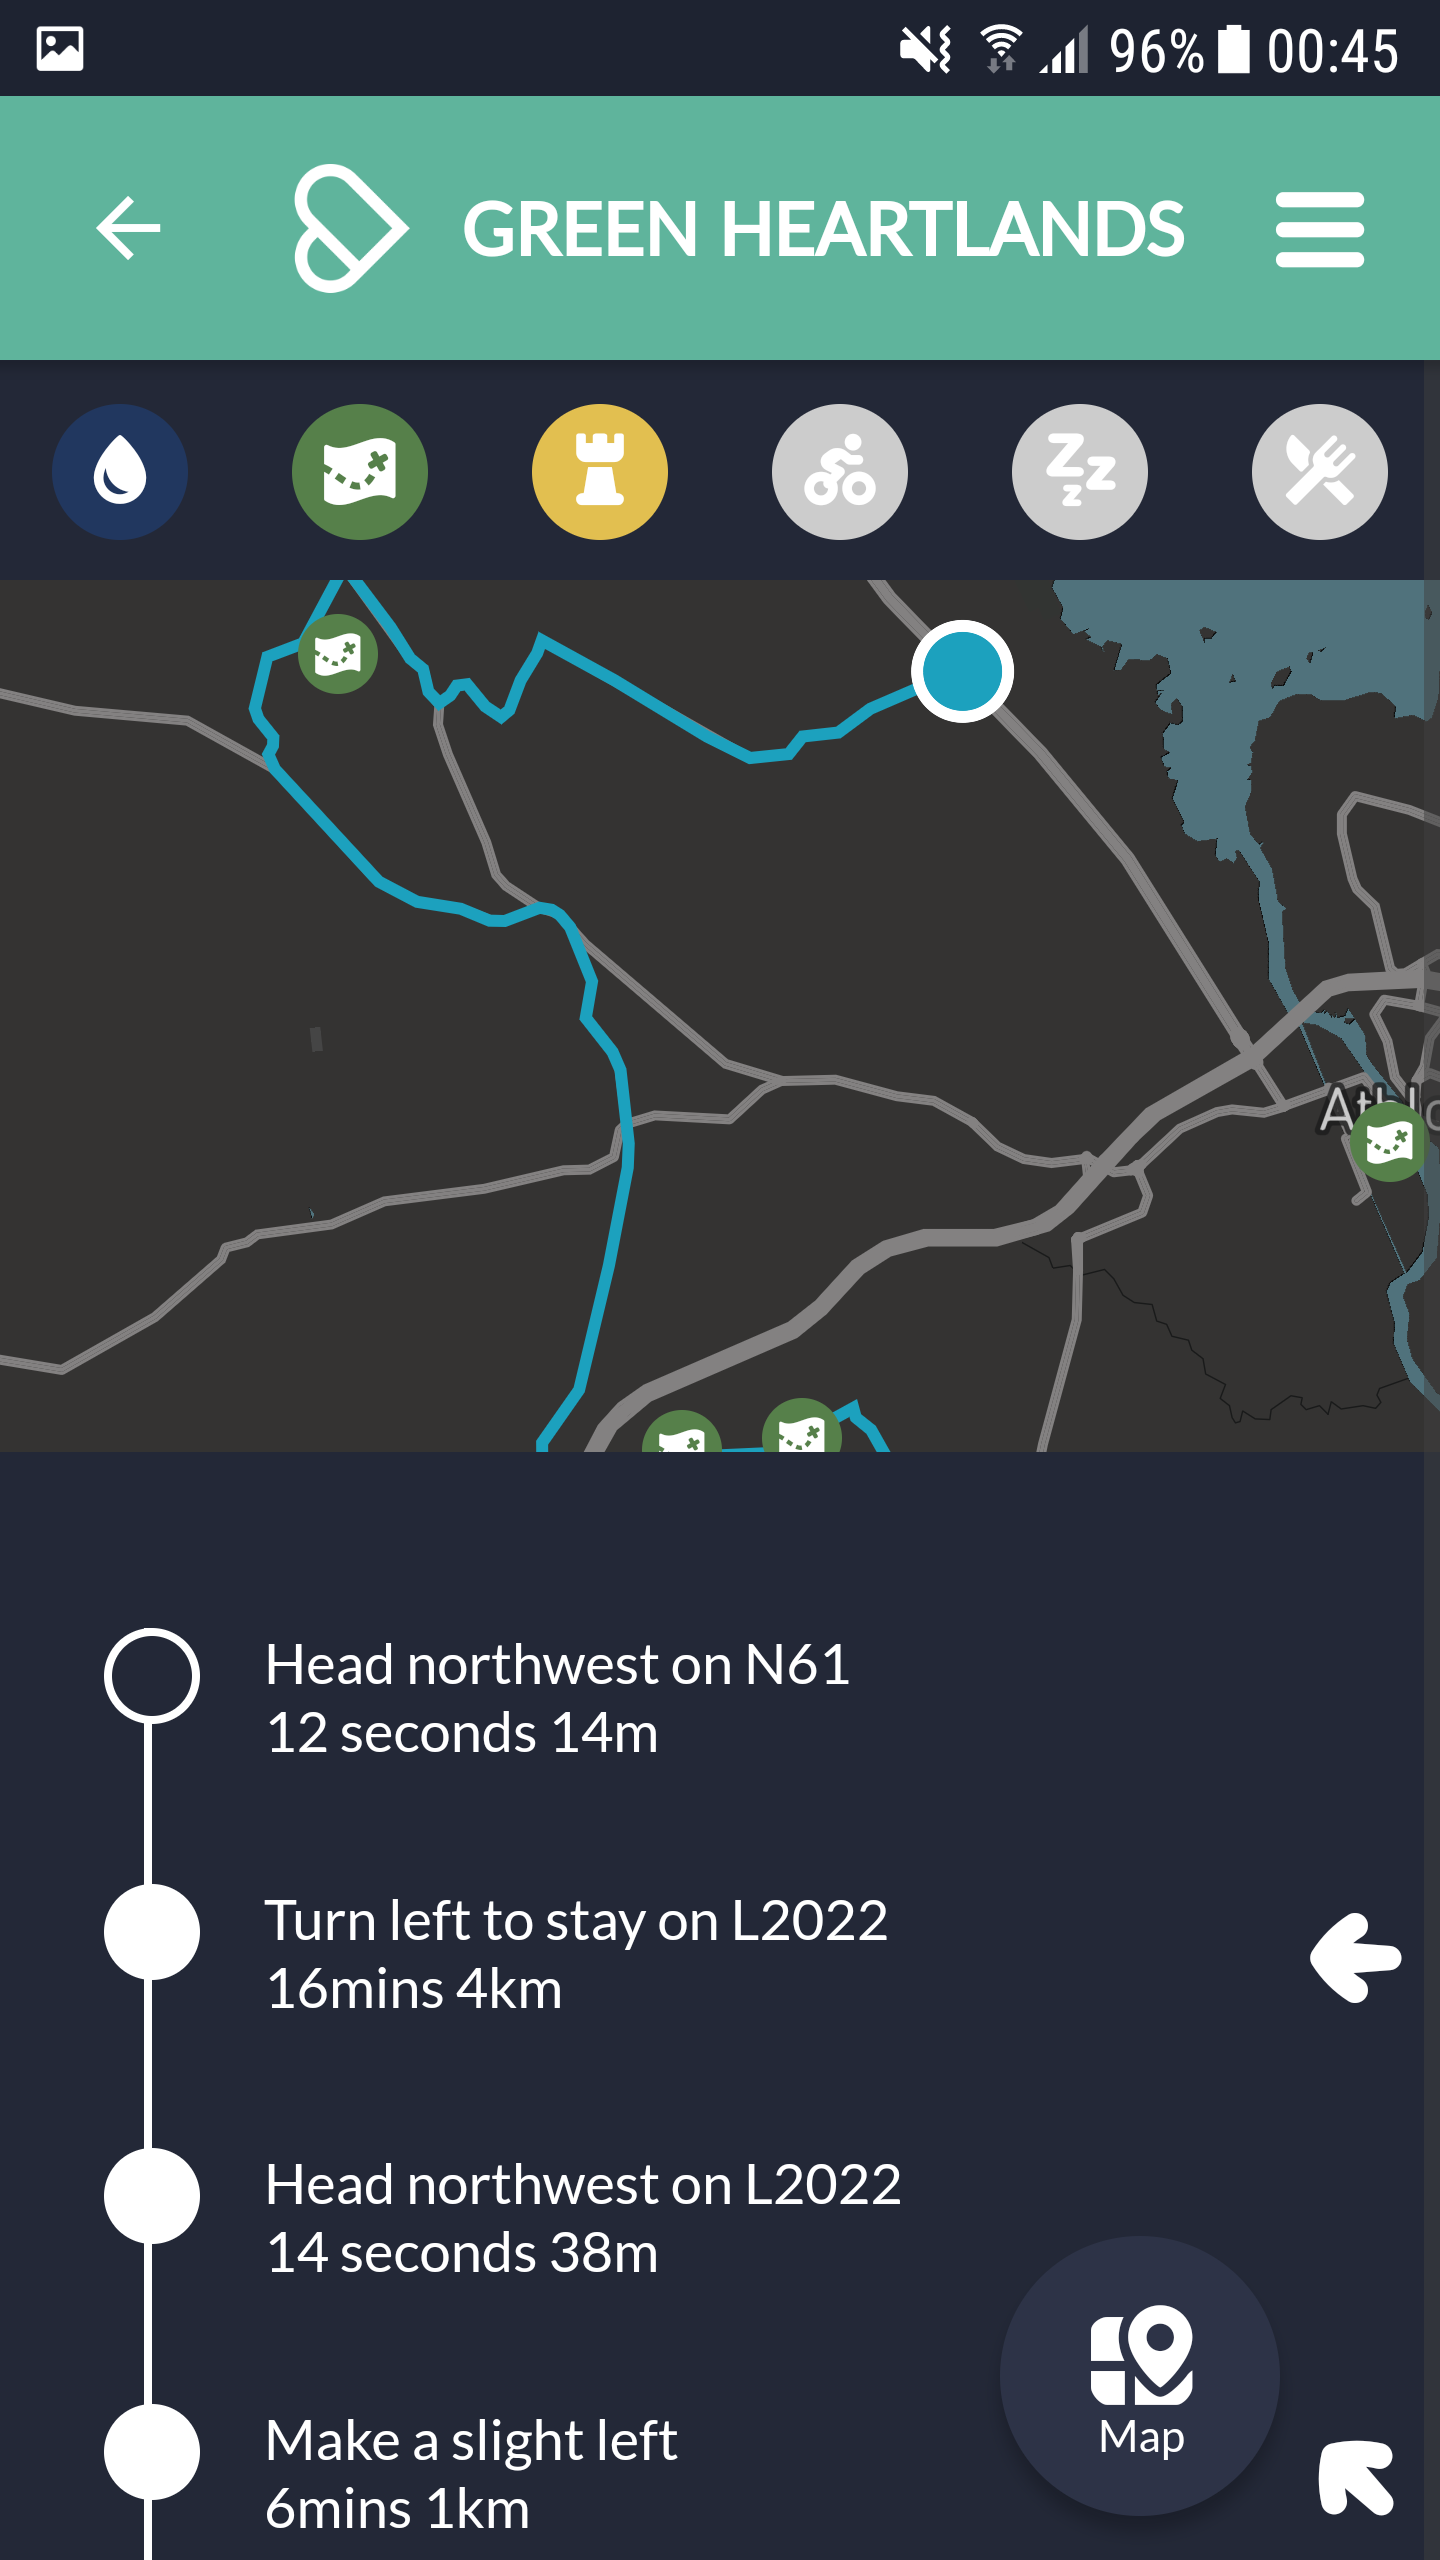 96% 00:45
GREEN HEARTLANDS
Head northwest on N61
12 seconds 14m
Turn left to stay on L2022
16mins 4km
Head northwest on L2022
14 seconds 38m
Map
Make a slight left
6mins 1km